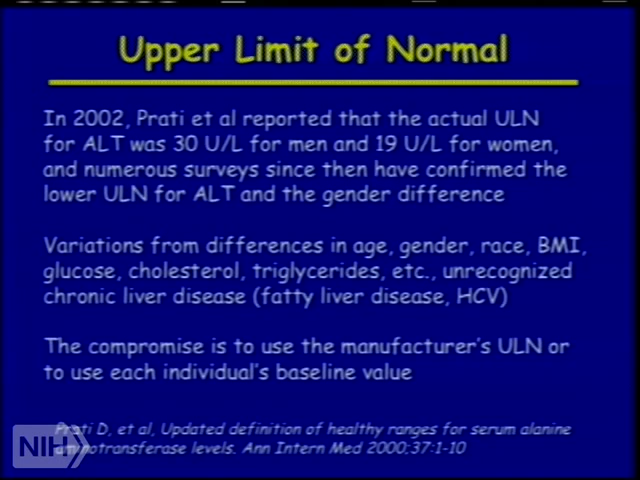 Upper Limit of Normal
In 2002, Prati et al reported that the actual ULN
for ALT was 30 U/L for men and 19 U/L for women,
and numerous surveys since then have confirmed the
lower ULN for ALT and the gender difference
Variations from differences in age, gender, race, BMI,
glucose, cholesterol, triglycerides, etc., unrecognized
chronic liver disease (fatty liver disease, HCV)
The compromise is to use the manufacturer's ULN or
to use each individual's baseline value
Prati D, et al, Updated definition of healthy ranges for serum alanine
aminotransferase levels. Ann Intern Med 2000;37:1-10
NIH